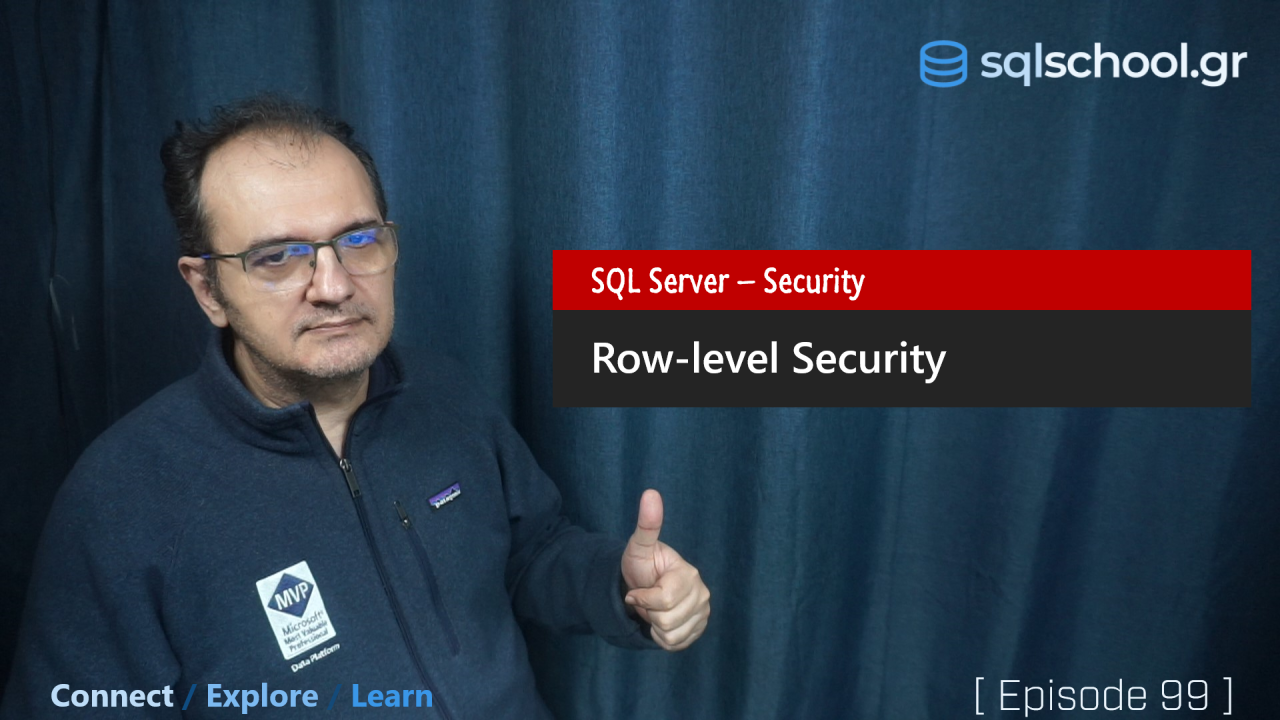 sqlschool.gr
SQL Server – Security
Row-level Security
patagonia
MVP
Microsoft®
Most Valuable
Professional
Data Platform
Connect / Explore / Learn
[ Episode 99 ]